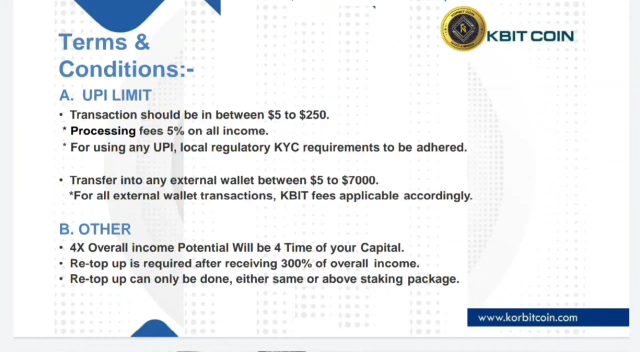 KBIT COIN
Terms &
Conditions:-
A. UPI LIMIT
• Transaction should be in between $5 to $250.
* Processing fees 5% on all income.
* For using any UPI, local regulatory KYC requirements to be adhered.
• Transfer into any external wallet between $5 to $7000.
*For all external wallet transactions, KBIT fees applicable accordingly.
B. OTHER
• 4X Overall income Potential Will be 4 Time of your Capital.
• Re-top up is required after receiving 300% of overall income.
• Re-top up can only be done, either same or above staking package.
www.korbitcoin.com